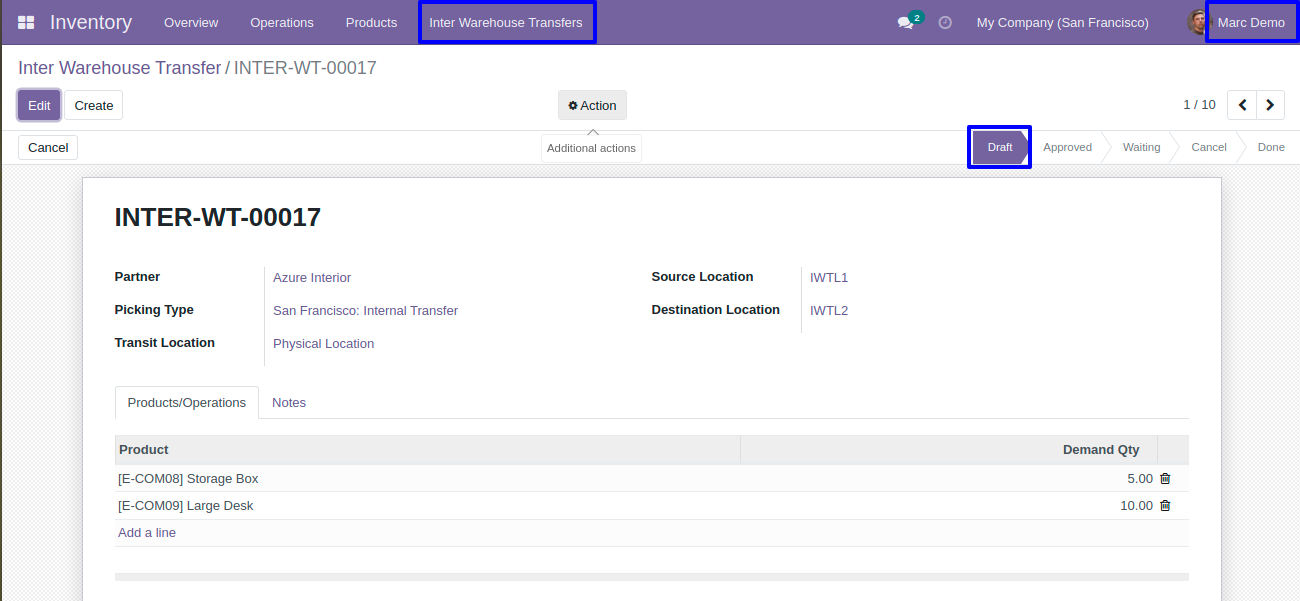 Inventory Overview Operations Products Inter Warehouse Transfers 2 My Company (San Francisco) Marc Demo
Inter Warehouse Transfer / INTER-WT-00017
Edit Create Action 1 / 10
Cancel Additional actions Draft Approved Waiting Cancel Done
INTER-WT-00017
Partner Azure Interior Source Location IWTL1
Picking Type San Francisco: Internal Transfer Destination Location IWTL2
Transit Location Physical Location
Products/Operations Notes
Product Demand Qty
[E-COM08] Storage Box 5.00
[E-COM09] Large Desk 10.00
Add a line